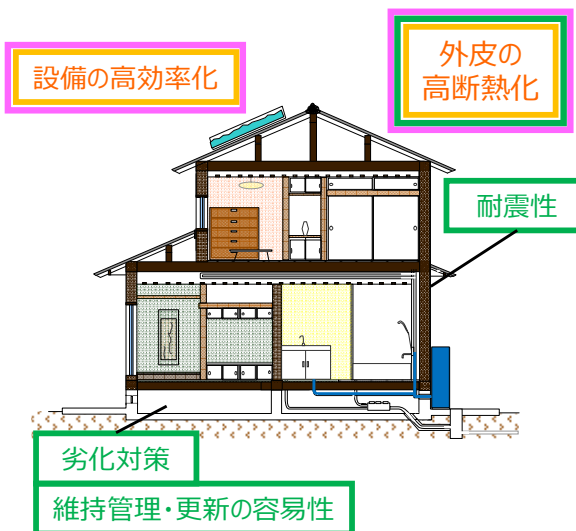 設備の高効率化
外皮の
高断熱化
耐震性
劣化対策
維持管理・更新の容易性